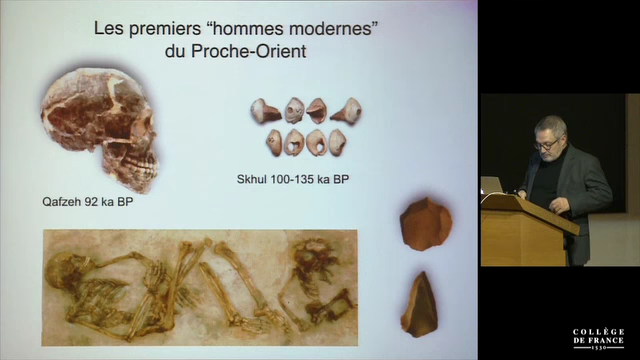 Les premiers “hommes modernes”
du Proche-Orient
Qafzeh 92 ka BP
Skhul 100-135 ka BP
COLLÈGE
DE FRANCE
1530